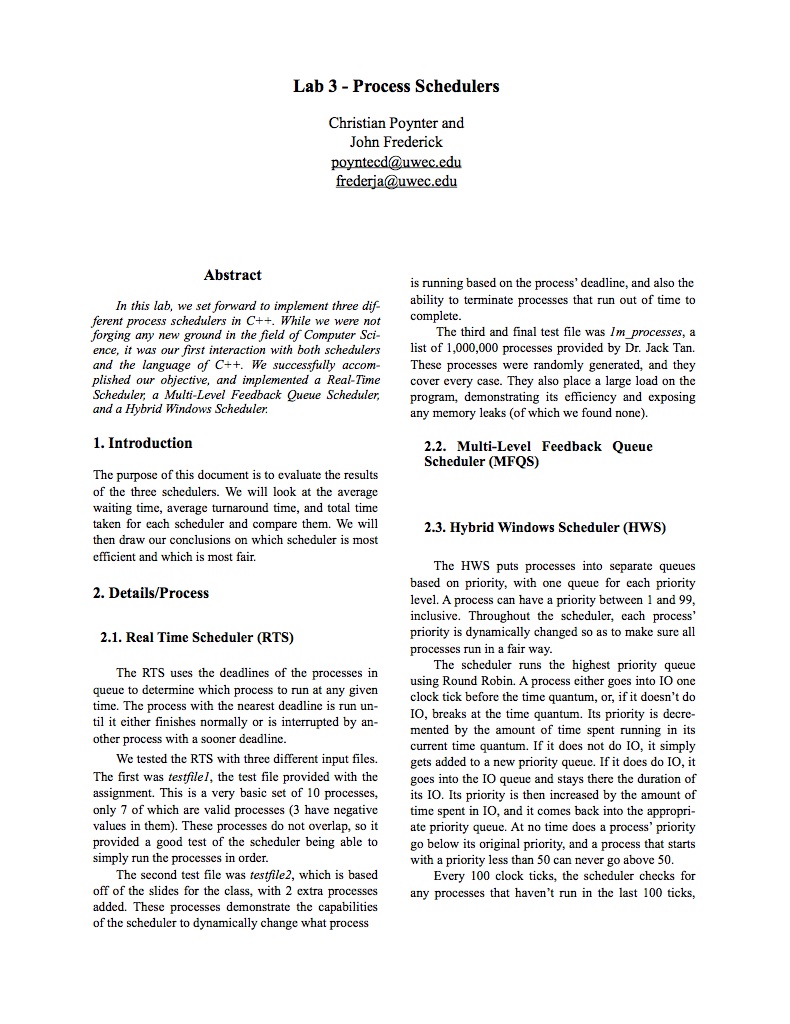 Lab 3 - Process Schedulers
Christian Poynter and
John Frederick
poyntecd@uwec.edu
frederja@uwec.edu
Abstract
In this lab, we set forward to implement three dif-
ferent process schedulers in C++. While we were not
forging any new ground in the field of Computer Sci-
ence, it was our first interaction with both schedulers
and the language of C++. We successfully accom-
plished our objective, and implemented a Real-Time
Scheduler, a Multi-Level Feedback Queue Scheduler,
and a Hybrid Windows Scheduler.
1. Introduction
The purpose of this document is to evaluate the results
of the three schedulers. We will look at the average
waiting time, average turnaround time, and total time
taken for each scheduler and compare them. We will
then draw our conclusions on which scheduler is most
efficient and which is most fair.
2. Details/Process
2.1. Real Time Scheduler (RTS)
The RTS uses the deadlines of the processes in
queue to determine which process to run at any given
time. The process with the nearest deadline is run un-
til it either finishes normally or is interrupted by an-
other process with a sooner deadline.
We tested the RTS with three different input files.
The first was testfile1, the test file provided with the
assignment. This is a very basic set of 10 processes,
only 7 of which are valid processes (3 have negative
values in them). These processes do not overlap, so it
provided a good test of the scheduler being able to
simply run the processes in order.
The second test file was testfile2, which is based
off of the slides for the class, with 2 extra processes
added. These processes demonstrate the capabilities
of the scheduler to dynamically change what process
is running based on the process’ deadline, and also the
ability to terminate processes that run out of time to
complete.
The third and final test file was 1m_processes, a
list of 1,000,000 processes provided by Dr. Jack Tan.
These processes were randomly generated, and they
cover every case. They also place a large load on the
program, demonstrating its efficiency and exposing
any memory leaks (of which we found none).
2.2. Multi-Level Feedback Queue
Scheduler (MFQS)
2.3. Hybrid Windows Scheduler (HWS)
The HWS puts processes into separate queues
based on priority, with one queue for each priority
level. A process can have a priority between 1 and 99,
inclusive. Throughout the scheduler, each process’
priority is dynamically changed so as to make sure all
processes run in a fair way.
The scheduler runs the highest priority queue
using Round Robin. A process either goes into IO one
clock tick before the time quantum, or, if it doesn’t do
IO, breaks at the time quantum. Its priority is decre-
mented by the amount of time spent running in its
current time quantum. If it does not do IO, it simply
gets added to a new priority queue. If it does do IO, it
goes into the IO queue and stays there the duration of
its IO. Its priority is then increased by the amount of
time spent in IO, and it comes back into the appropri-
ate priority queue. At no time does a process’ priority
go below its original priority, and a process that starts
with a priority less than 50 can never go above 50.
Every 100 clock ticks, the scheduler checks for
any processes that haven’t run in the last 100 ticks,